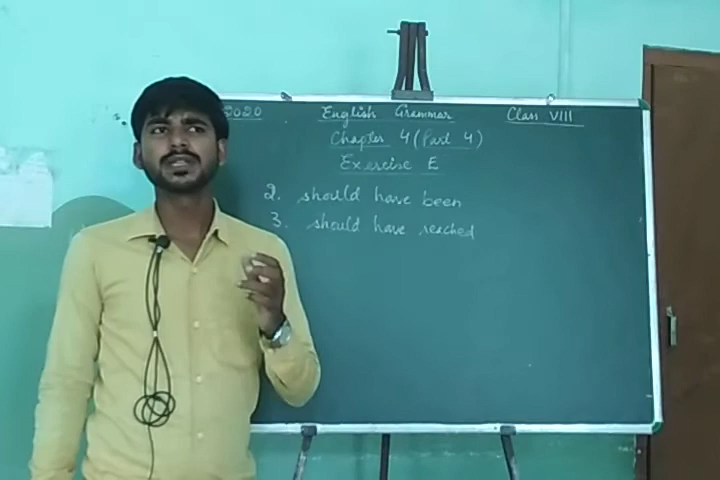 2020 English Grammar Class VIII
Chapter 4 (Part 4)
Exercise E
2. should have been
3. should have reached